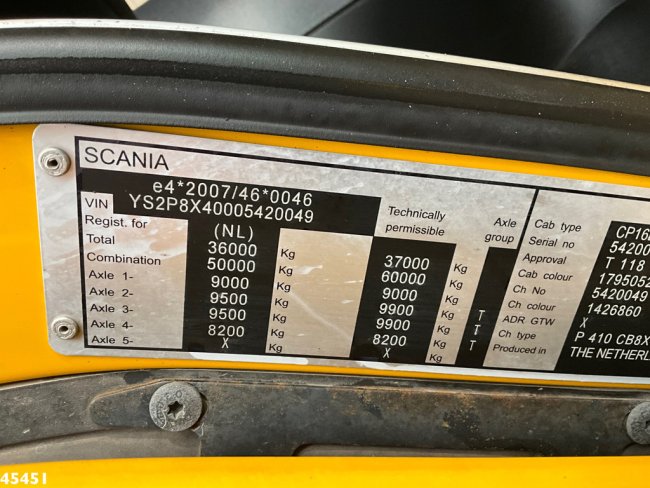 SCANIA
e4*2007/46*0046
VIN YS2P8X40005420049
Regist. for (NL) Technically permissible Axle group
Total 36000 Kg 37000 Kg
Combination 50000 Kg 60000 Kg
Axle 1- 9000 Kg 9000 Kg
Axle 2- 9500 Kg 9900 Kg T
Axle 3- 9500 Kg 9900 Kg T
Axle 4- 8200 Kg 8200 Kg T
Axle 5- X X
Cab type
Serial no
Approval T 118
Cab colour 1795052
Ch No 5420049
Ch colour 1426860
ADR GTW X
Ch type P 410 CB8X
Produced in THE
45451